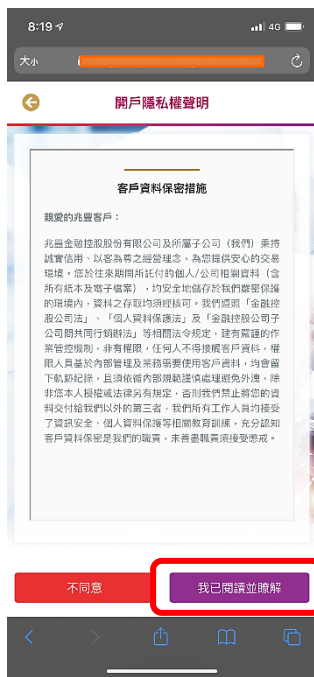 8:19
4G
大小
開戶隱私權聲明
客戶資料保密措施
親愛的兆豐客戶：
兆豐金融控股股份有限公司及所屬子公司（我們）秉持
誠實信用、以客為尊之經營理念，為您提供安心的交易
環境。您於往來期間所託付的個人/公司相關資料（含
所有紙本及電子檔案），均安全地儲存於我們嚴密保護
的環境內，資料之存取均須經核可。我們遵照「金融控
股公司法」、「個人資料保護法」及「金融控股公司子
公司間共同行銷辦法」等相關法令規定，建有嚴謹的作
業管控機制，非有權限，任何人不得接觸客戶資料，權
限人員基於內部管理及業務需要使用客戶資料，均會留
下軌跡紀錄，且須依循內部規範謹慎處理避免外洩。除
非您本人授權或法律另有規定，否則我們禁止將您的資
料交付給我們以外的第三者，我們所有工作人員均接受
了資訊安全、個人資料保護等相關教育訓練，充分認知
客戶資料保密是我們的職責，未善盡職責須接受懲戒。
不同意
我已閱讀並瞭解